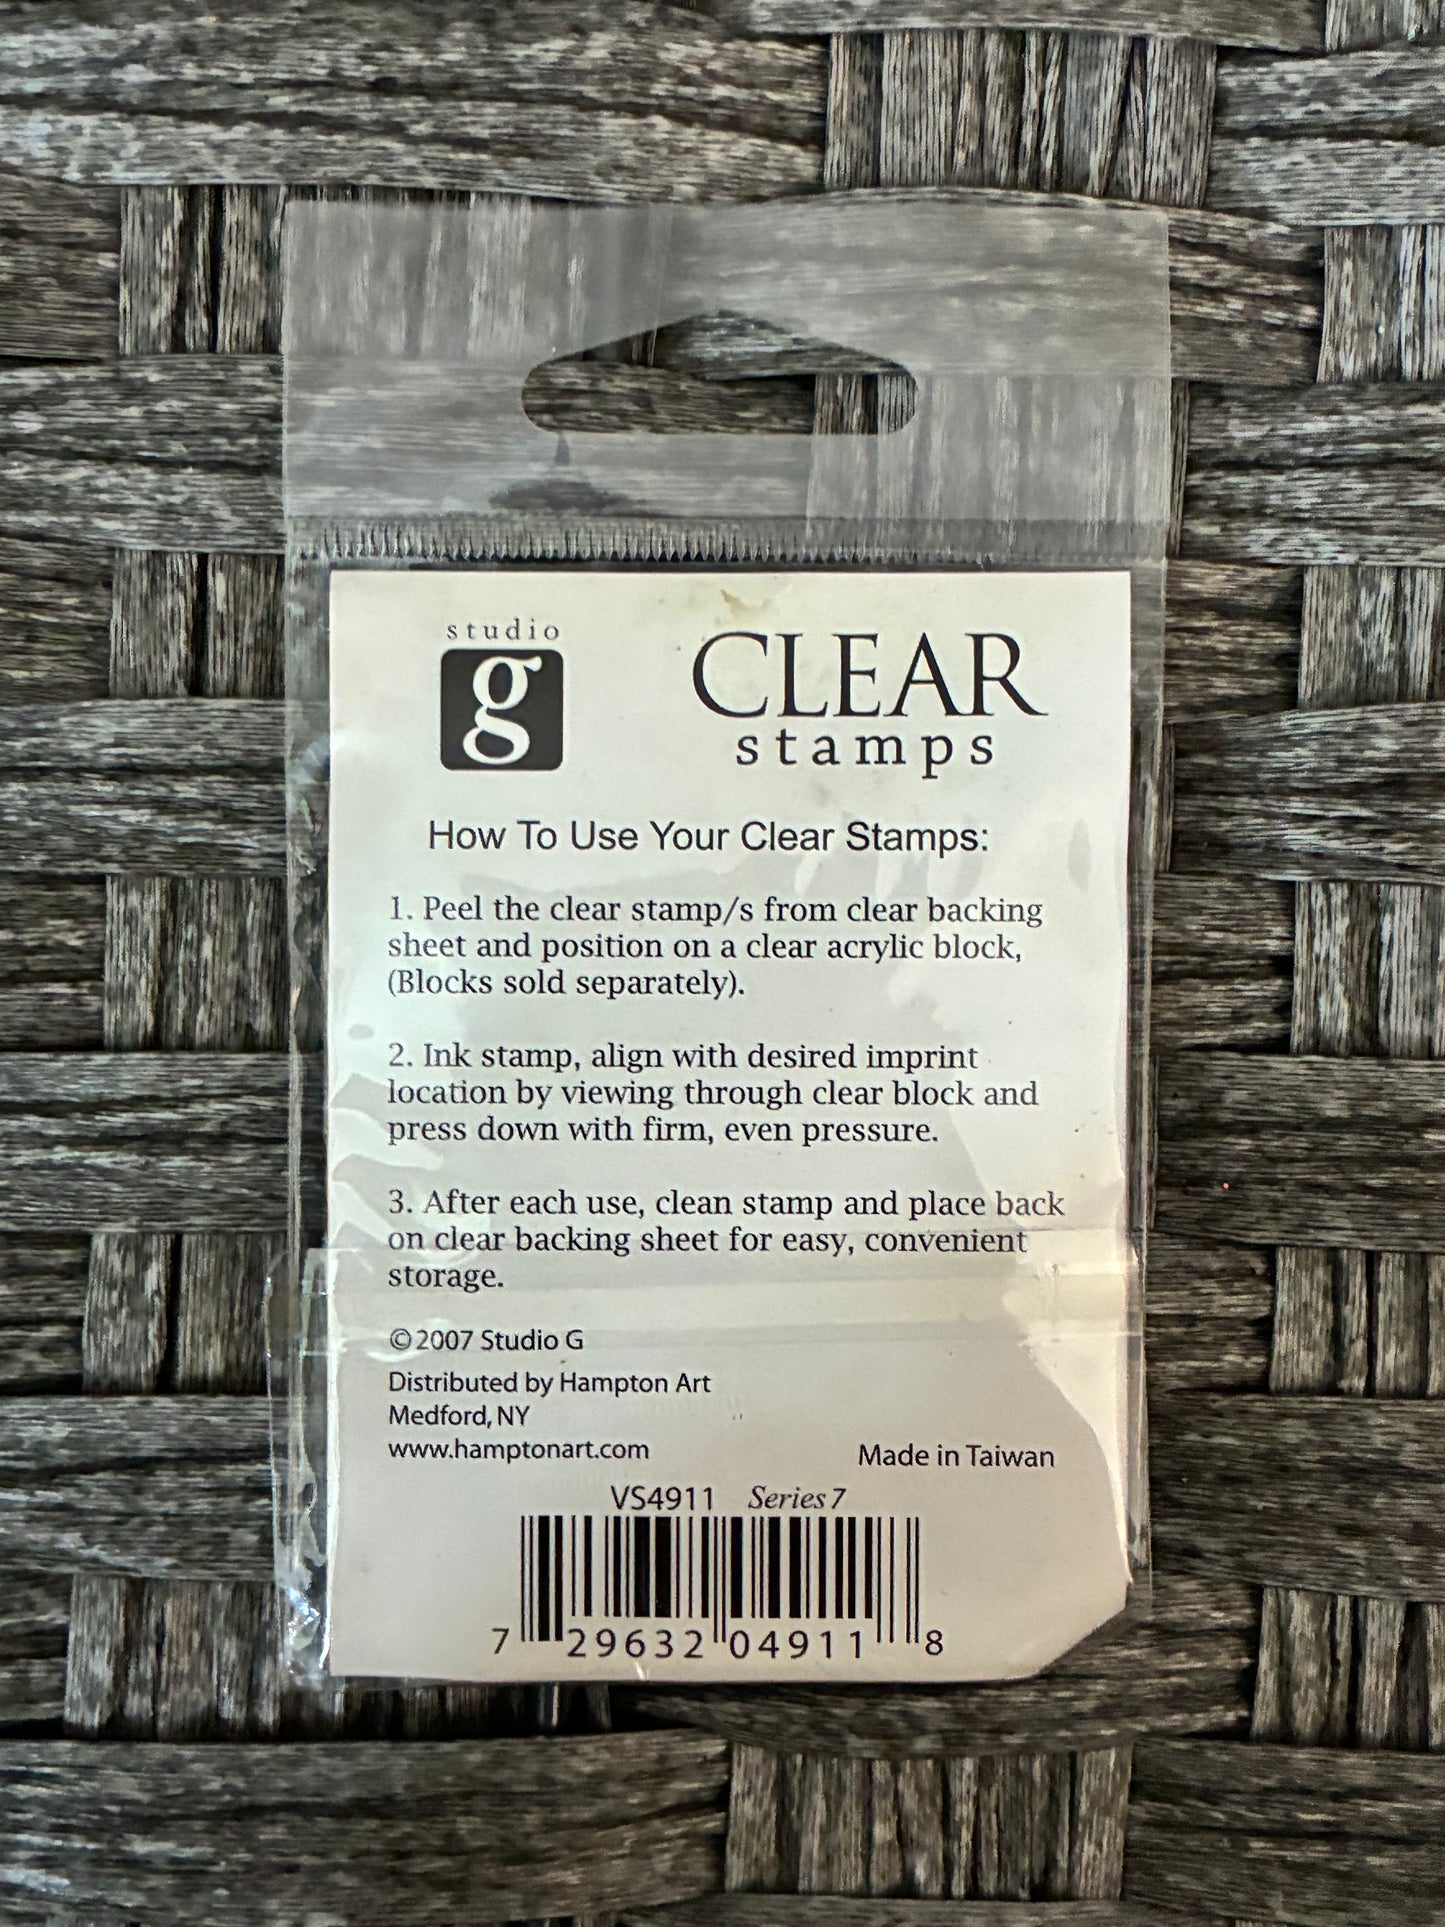 studio
g
CLEAR
stamps
How To Use Your Clear Stamps:
1. Peel the clear stamp/s from clear backing
sheet and position on a clear acrylic block,
(Blocks sold separately).
2. Ink stamp, align with desired imprint
location by viewing through clear block and
press down with firm, even pressure.
3. After each use, clean stamp and place back
on clear backing sheet for easy, convenient
storage.
©2007 Studio G
Distributed by Hampton Art
Medford, NY
www.hamptonart.com
Made in Taiwan
VS4911 Series 7
7 29632 04911 8